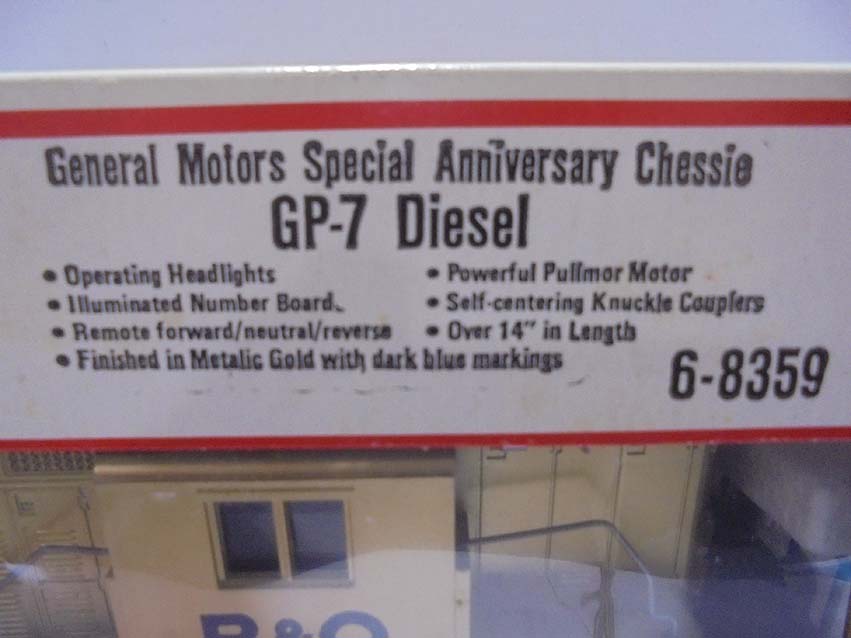 General Motors Special Anniversary Chessie
GP-7 Diesel
• Operating Headlights
• Illuminated Number Board
• Remote forward/neutral/reverse
• Finished in Metalic Gold with dark blue markings
• Powerful Pullmor Motor
• Self-centering Knuckle Couplers
• Over 14" in Length
6-8359
B&O